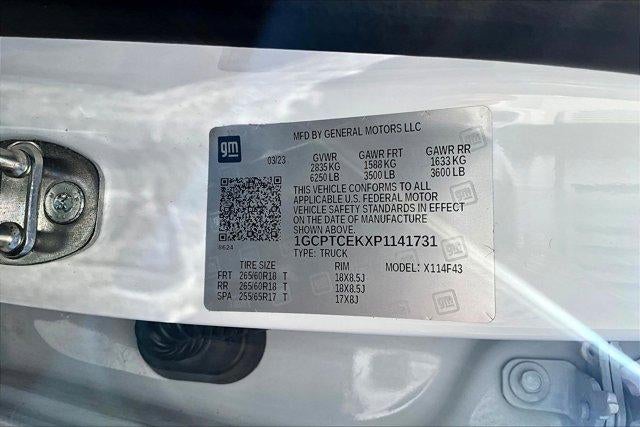 gm
MFD BY GENERAL MOTORS LLC
03/23 GVWR GAWR FRT GAWR RR
2835 KG 1588 KG 1633 KG
6250 LB 3500 LB 3600 LB
THIS VEHICLE CONFORMS TO ALL
APPLICABLE U.S. FEDERAL MOTOR
VEHICLE SAFETY STANDARDS IN EFFECT
ON THE DATE OF MANUFACTURE
SHOWN ABOVE.
1GCPTCEKXP1141731
8624 TYPE: TRUCK
TIRE SIZE RIM MODEL: X114F43
FRT 265/60R18 T 18X8.5J
RR 265/60R18 T 18X8.5J
SPA 255/65R17 T 17X8J